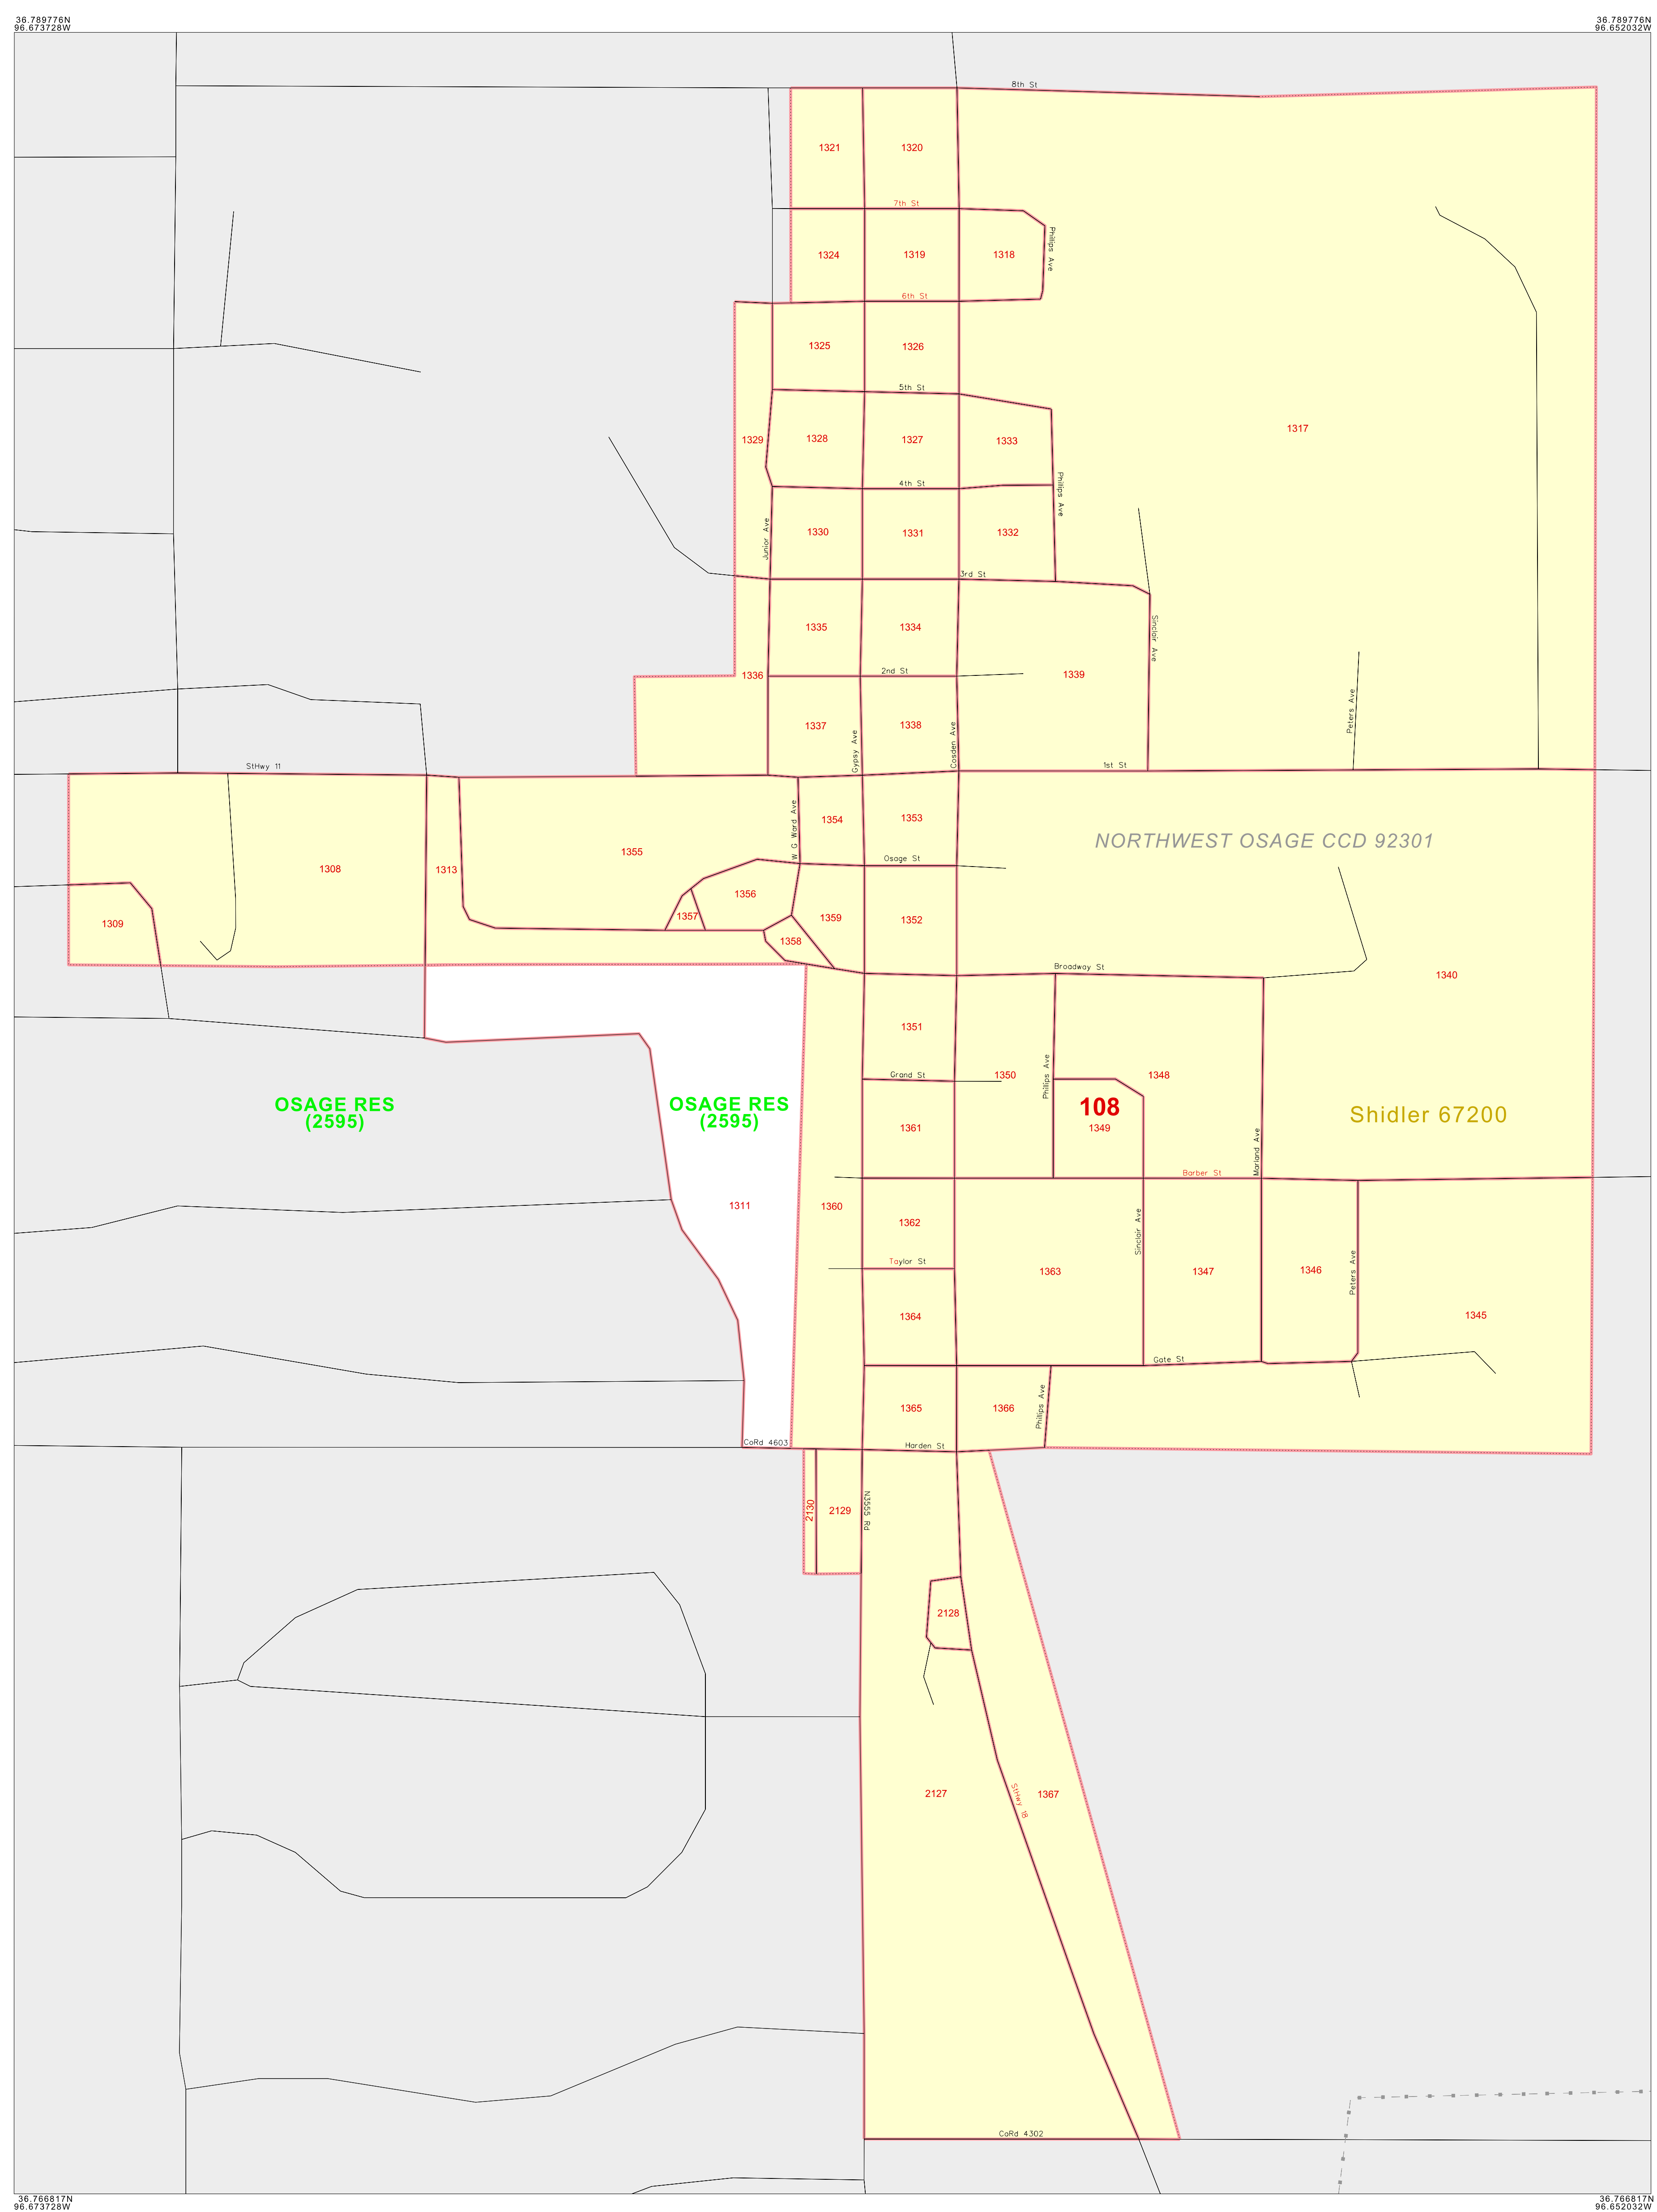 36.789776N
96.673728W
36.789776N
96.652032W
8th St
1321
1320
7th St
1324
1319
1318
Phillips Ave
6th St
1325
1326
5th St
1317
1329
1328
1327
1333
4th St
Phillips Ave
Junior Ave
1330
1331
1332
3rd St
1335
1334
Sinclair Ave
2nd St
1336
1339
1337
1338
Gypsy Ave
Cosden Ave
Peters Ave
StHwy 11
1st St
W G Ward Ave
1354
1353
NORTHWEST OSAGE CCD 92301
1355
Osage St
1308
1313
1356
1309
1357
1359
1352
1358
Broadway St
1340
1351
Grand St
1350
Phillips Ave
1348
OSAGE RES
(2595)
OSAGE RES
(2595)
108
1349
Shidler 67200
1361
Marland Ave
Barber St
1311
1360
1362
Sinclair Ave
Taylor St
1363
1347
1346
Peters Ave
1364
1345
Gate St
1365
1366
Phillips Ave
CoRd 4603
Harden St
2130
2129
N3555 Rd
2128
2127
StHwy 18
1367
CoRd 4302
36.766817N
96.673728W
36.766817N
96.652032W